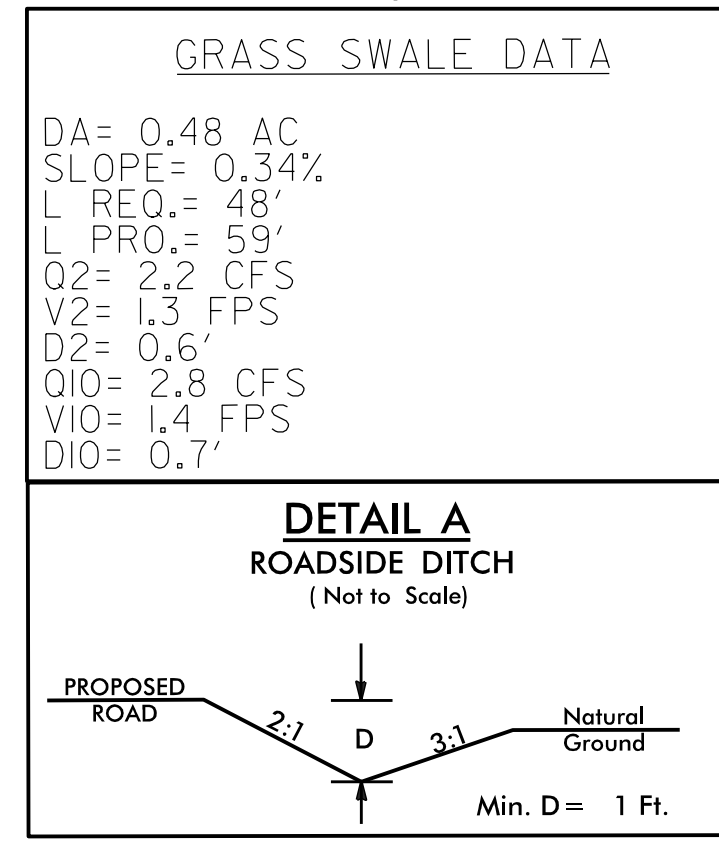 GRASS SWALE DATA
DA= 0.48 AC
SLOPE= 0.34%
L REQ.= 48'
L PRO.= 59'
Q2= 2.2 CFS
V2= 1.3 FPS
D2= 0.6'
Q10= 2.8 CFS
V10= 1.4 FPS
D10= 0.7'
DETAIL A
ROADSIDE DITCH
( Not to Scale)
PROPOSED
ROAD
2:1
D
3:1
Natural
Ground
Min. D = 1 Ft.